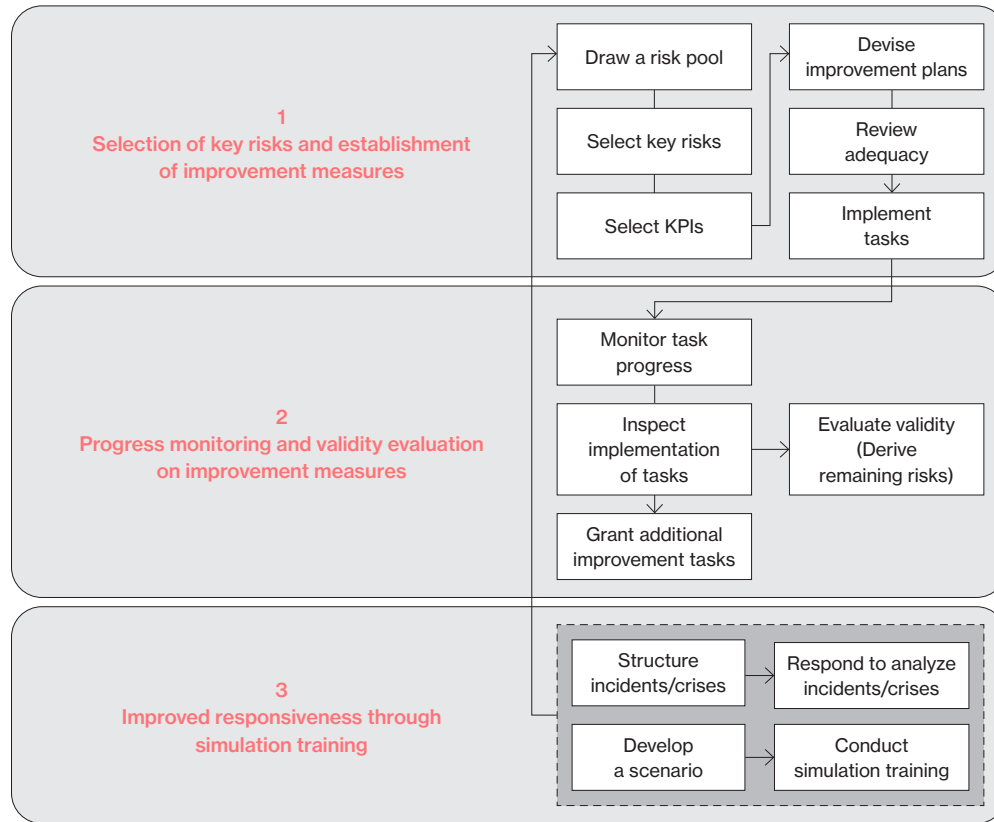 1
Selection of key risks and establishment
of improvement measures
Draw a risk pool
Select key risks
Select KPIs
Devise
improvement plans
Review
adequacy
Implement
tasks
2
Progress monitoring and validity evaluation
on improvement measures
Monitor task
progress
Inspect
implementation
of tasks
Evaluate validity
(Derive
remaining risks)
Grant additional
improvement tasks
3
Improved responsiveness through
simulation training
Structure
incidents/crises
Respond to analyze
incidents/crises
Develop
a scenario
Conduct
simulation training